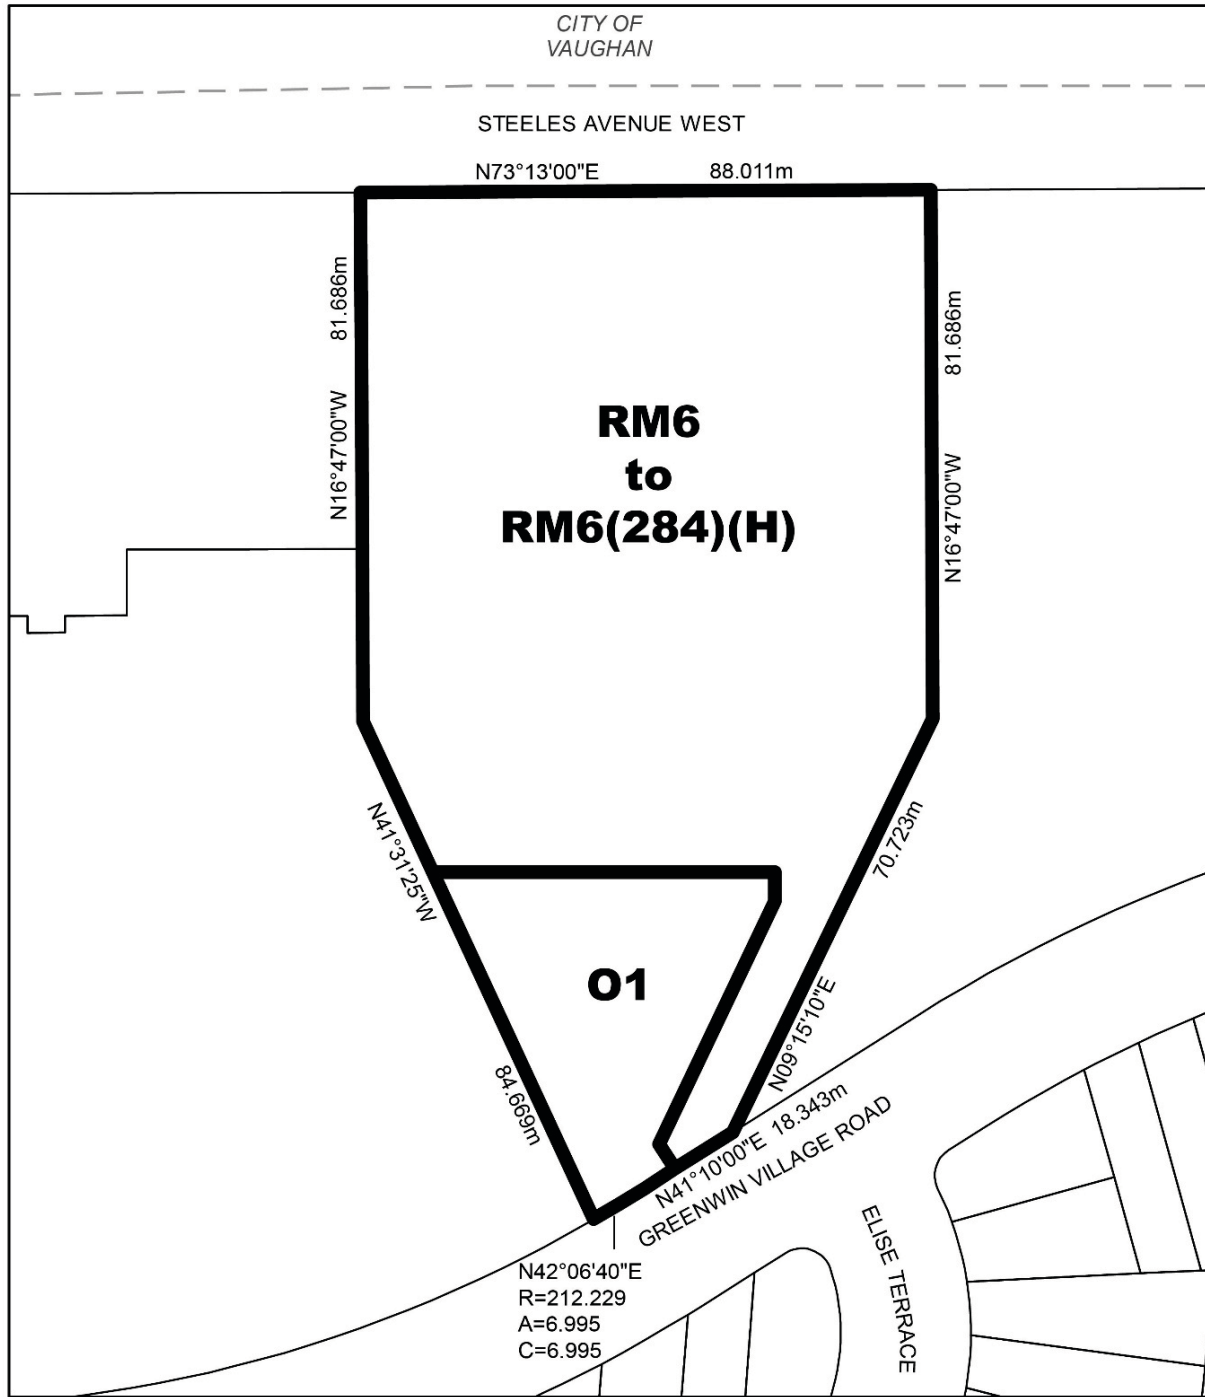 CITY OF
VAUGHAN
STEELES AVENUE WEST
N73°13'00"E 88.011m
81.686m
N16°47'00"W
81.686m
N16°47'00"W
RM6
to
RM6(284)(H)
N41°31'25"W
84.669m
70.723m
N09°15'10"E
O1
N41°10'00"E 18.343m
GREENWIN VILLAGE ROAD
ELISE TERRACE
N42°06'40"E
R=212.229
A=6.995
C=6.995